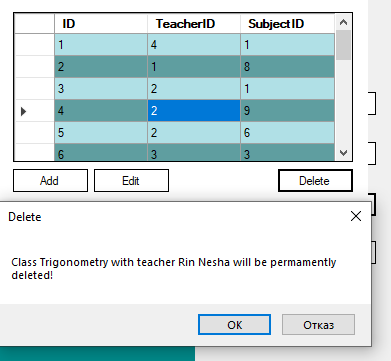 ID TeacherID SubjectID
1 4 1
2 1 8
3 2 1
4 2 9
5 2 6
6 3 3
Add Edit Delete
Delete
Class Trigonometry with teacher Rin Nesha will be permamently
deleted!
OK Отказ